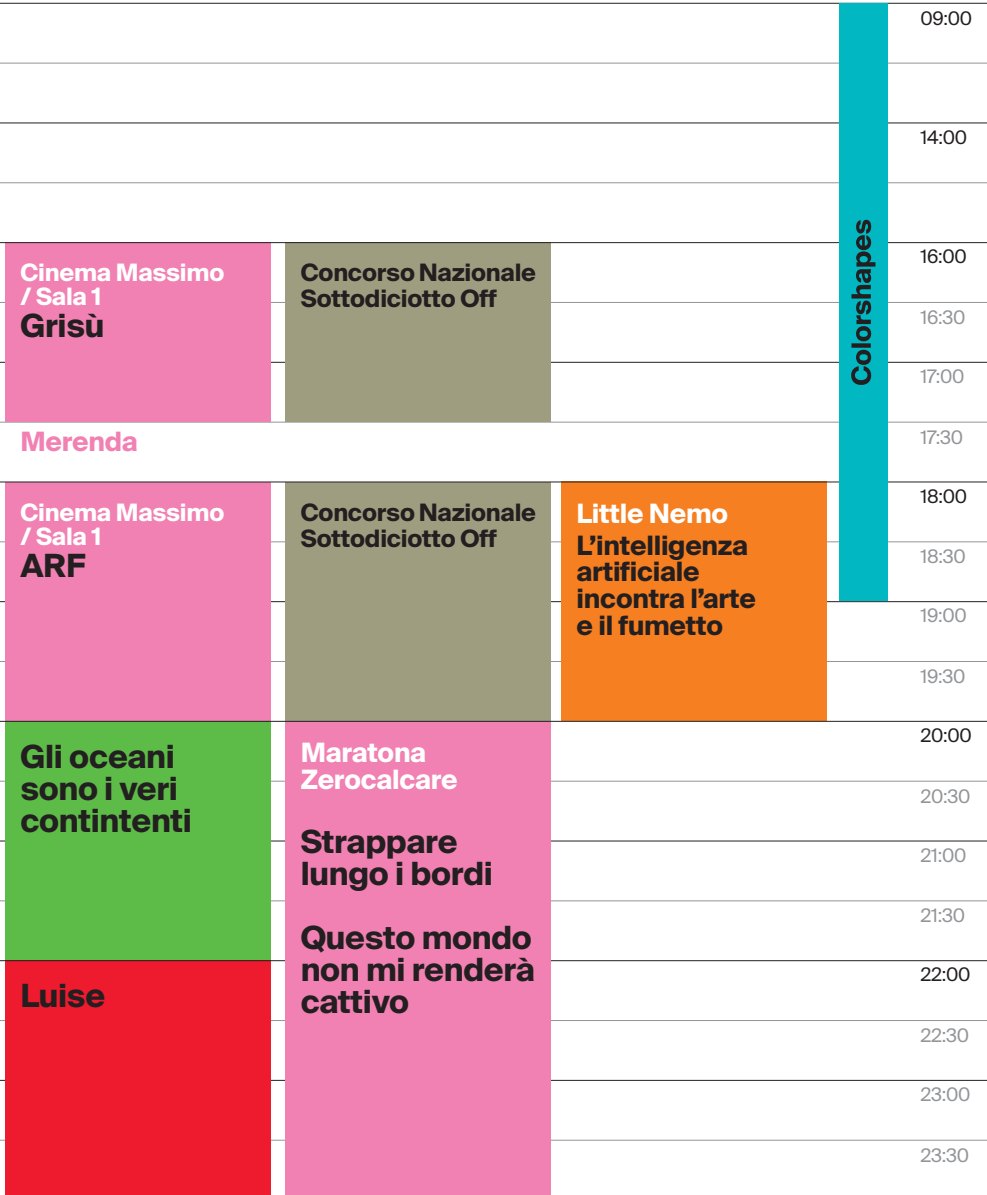 09:00
14:00
Colorshapes
16:00
16:30
17:00
17:30
18:00
18:30
19:00
19:30
20:00
20:30
21:00
21:30
22:00
22:30
23:00
23:30
Cinema Massimo
/ Sala 1
Grisù
Merenda
Cinema Massimo
/ Sala 1
ARF
Gli oceani
sono i veri
contintenti
Luise
Concorso Nazionale
Sottodiciotto Off
Concorso Nazionale
Sottodiciotto Off
Maratona
Zerocalcare
Strappare
lungo i bordi
Questo mondo
non mi renderà
cattivo
Little Nemo
L’intelligenza
artificiale
incontra l’arte
e il fumetto